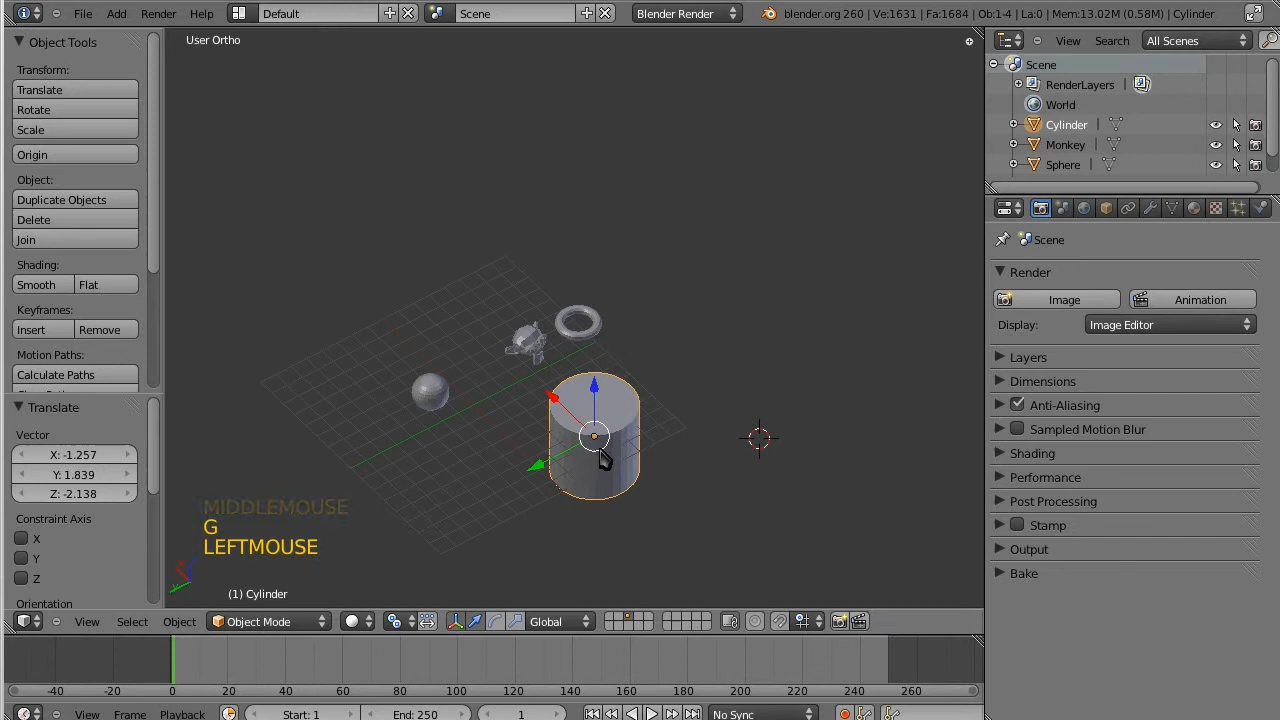 File Add Render Help Default Scene Blender Render blender.org 260 | Ve:1631 | Fa:1684 | Ob:1-4 | La:0 | Mem:13.02M (0.58M) | Cylinder
Object Tools
Transform:
Translate
Rotate
Scale
Origin
Object:
Duplicate Objects
Delete
Join
Shading:
Smooth Flat
Keyframes:
Insert Remove
Motion Paths:
Calculate Paths
Translate
Vector
X: -1.257
Y: 1.839
Z: -2.138
Constraint Axis
X
Y
Z
Orientation
User Ortho
MIDDLEMOUSE
G
LEFTMOUSE
(1) Cylinder
View Select Object Object Mode Global
-40 -20 0 20 40 60 80 100 120 140 160 180 200 220 240 260
View Frame Playback Start: 1 End: 250 1 No Sync
View Search All Scenes
Scene
RenderLayers |
World
Cylinder |
Monkey |
Sphere |
Scene
Render
Image Animation
Display: Image Editor
Layers
Dimensions
Anti-Aliasing
Sampled Motion Blur
Shading
Performance
Post Processing
Stamp
Output
Bake